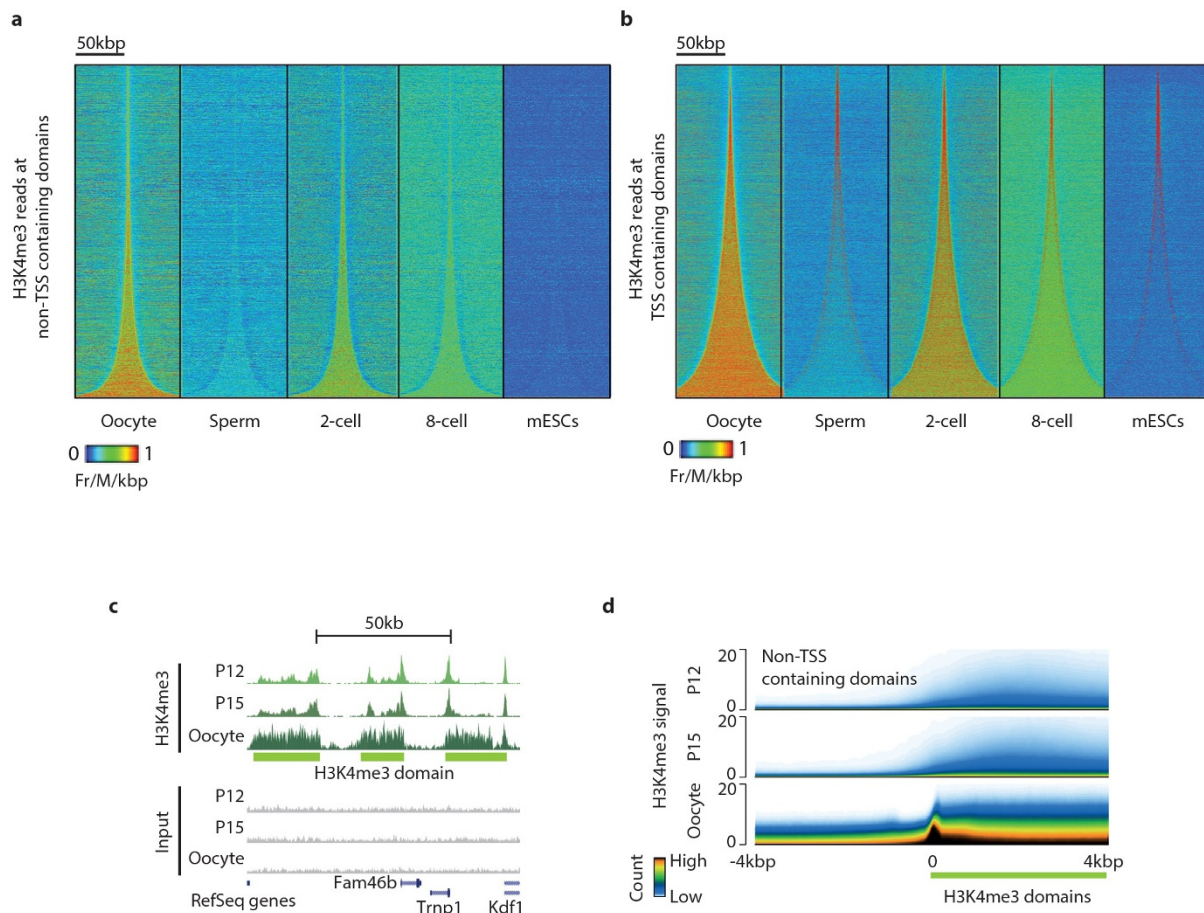 a
50kbp
H3K4me3 reads at
non-TSS containing domains
Oocyte
Sperm
2-cell
8-cell
mESCs
0
1
Fr/M/kbp
b
50kbp
H3K4me3 reads at
TSS containing domains
Oocyte
Sperm
2-cell
8-cell
mESCs
0
1
Fr/M/kbp
c
50kb
H3K4me3
P12
P15
Oocyte
H3K4me3 domain
Input
P12
P15
Oocyte
Fam46b
RefSeq genes
Trnp1
Kdf1
d
H3K4me3 signal
20
Non-TSS
containing domains
P12
0
20
P15
0
20
Oocyte
0
-4kbp
0
4kbp
Count
High
Low
H3K4me3 domains